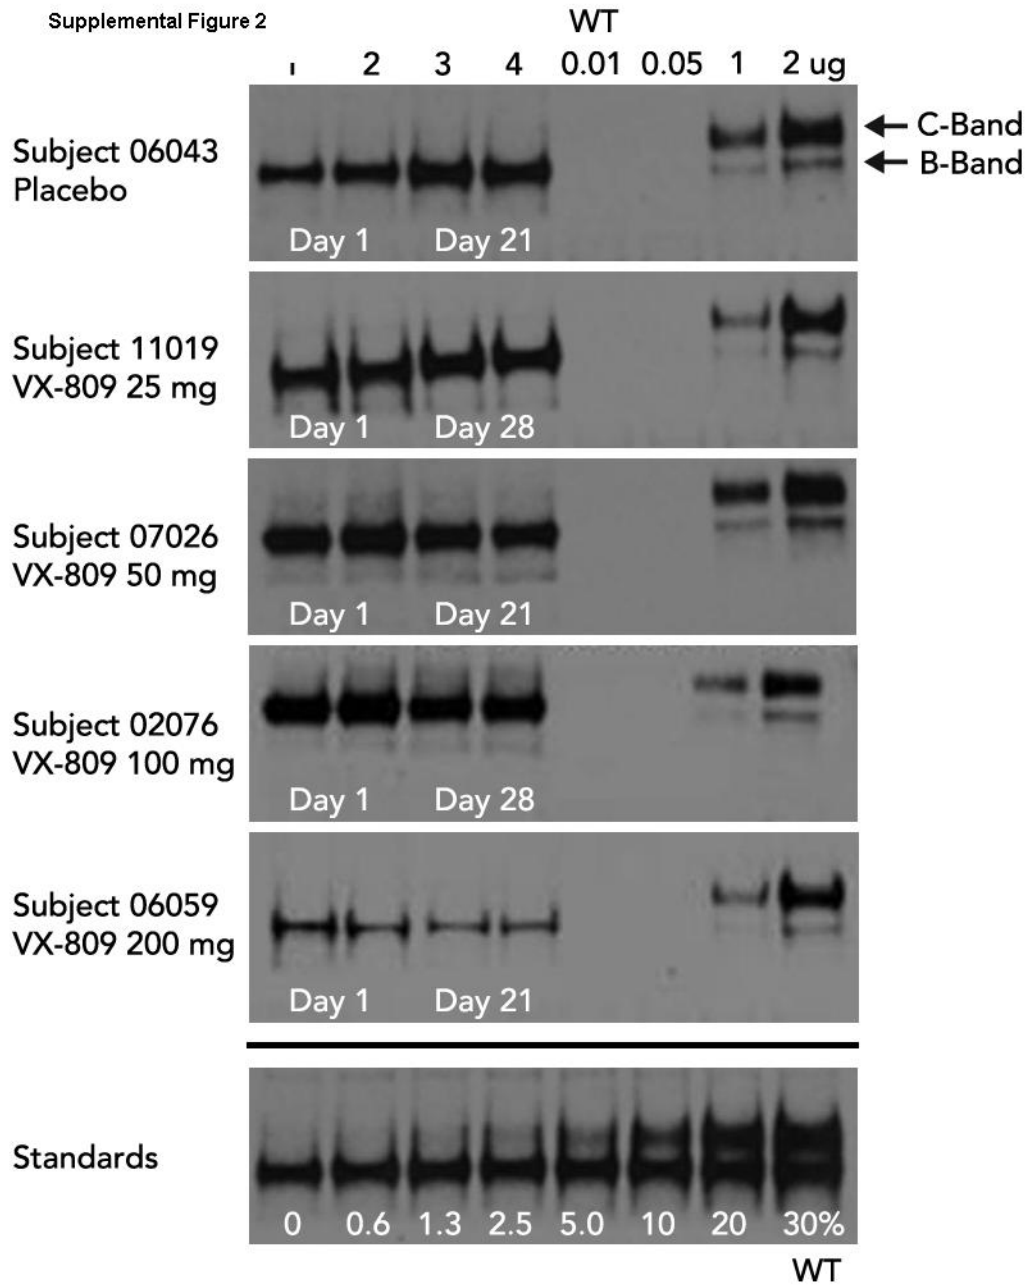 Supplemental Figure 2
WT
2 3 4 0.01 0.05 1 2 ug
C-Band
B-Band
Subject 06043
Placebo
Day 1 Day 21
Subject 11019
VX-809 25 mg
Day 1 Day 28
Subject 07026
VX-809 50 mg
Day 1 Day 21
Subject 02076
VX-809 100 mg
Day 1 Day 28
Subject 06059
VX-809 200 mg
Day 1 Day 21
Standards
0 0.6 1.3 2.5 5.0 10 20 30%
WT